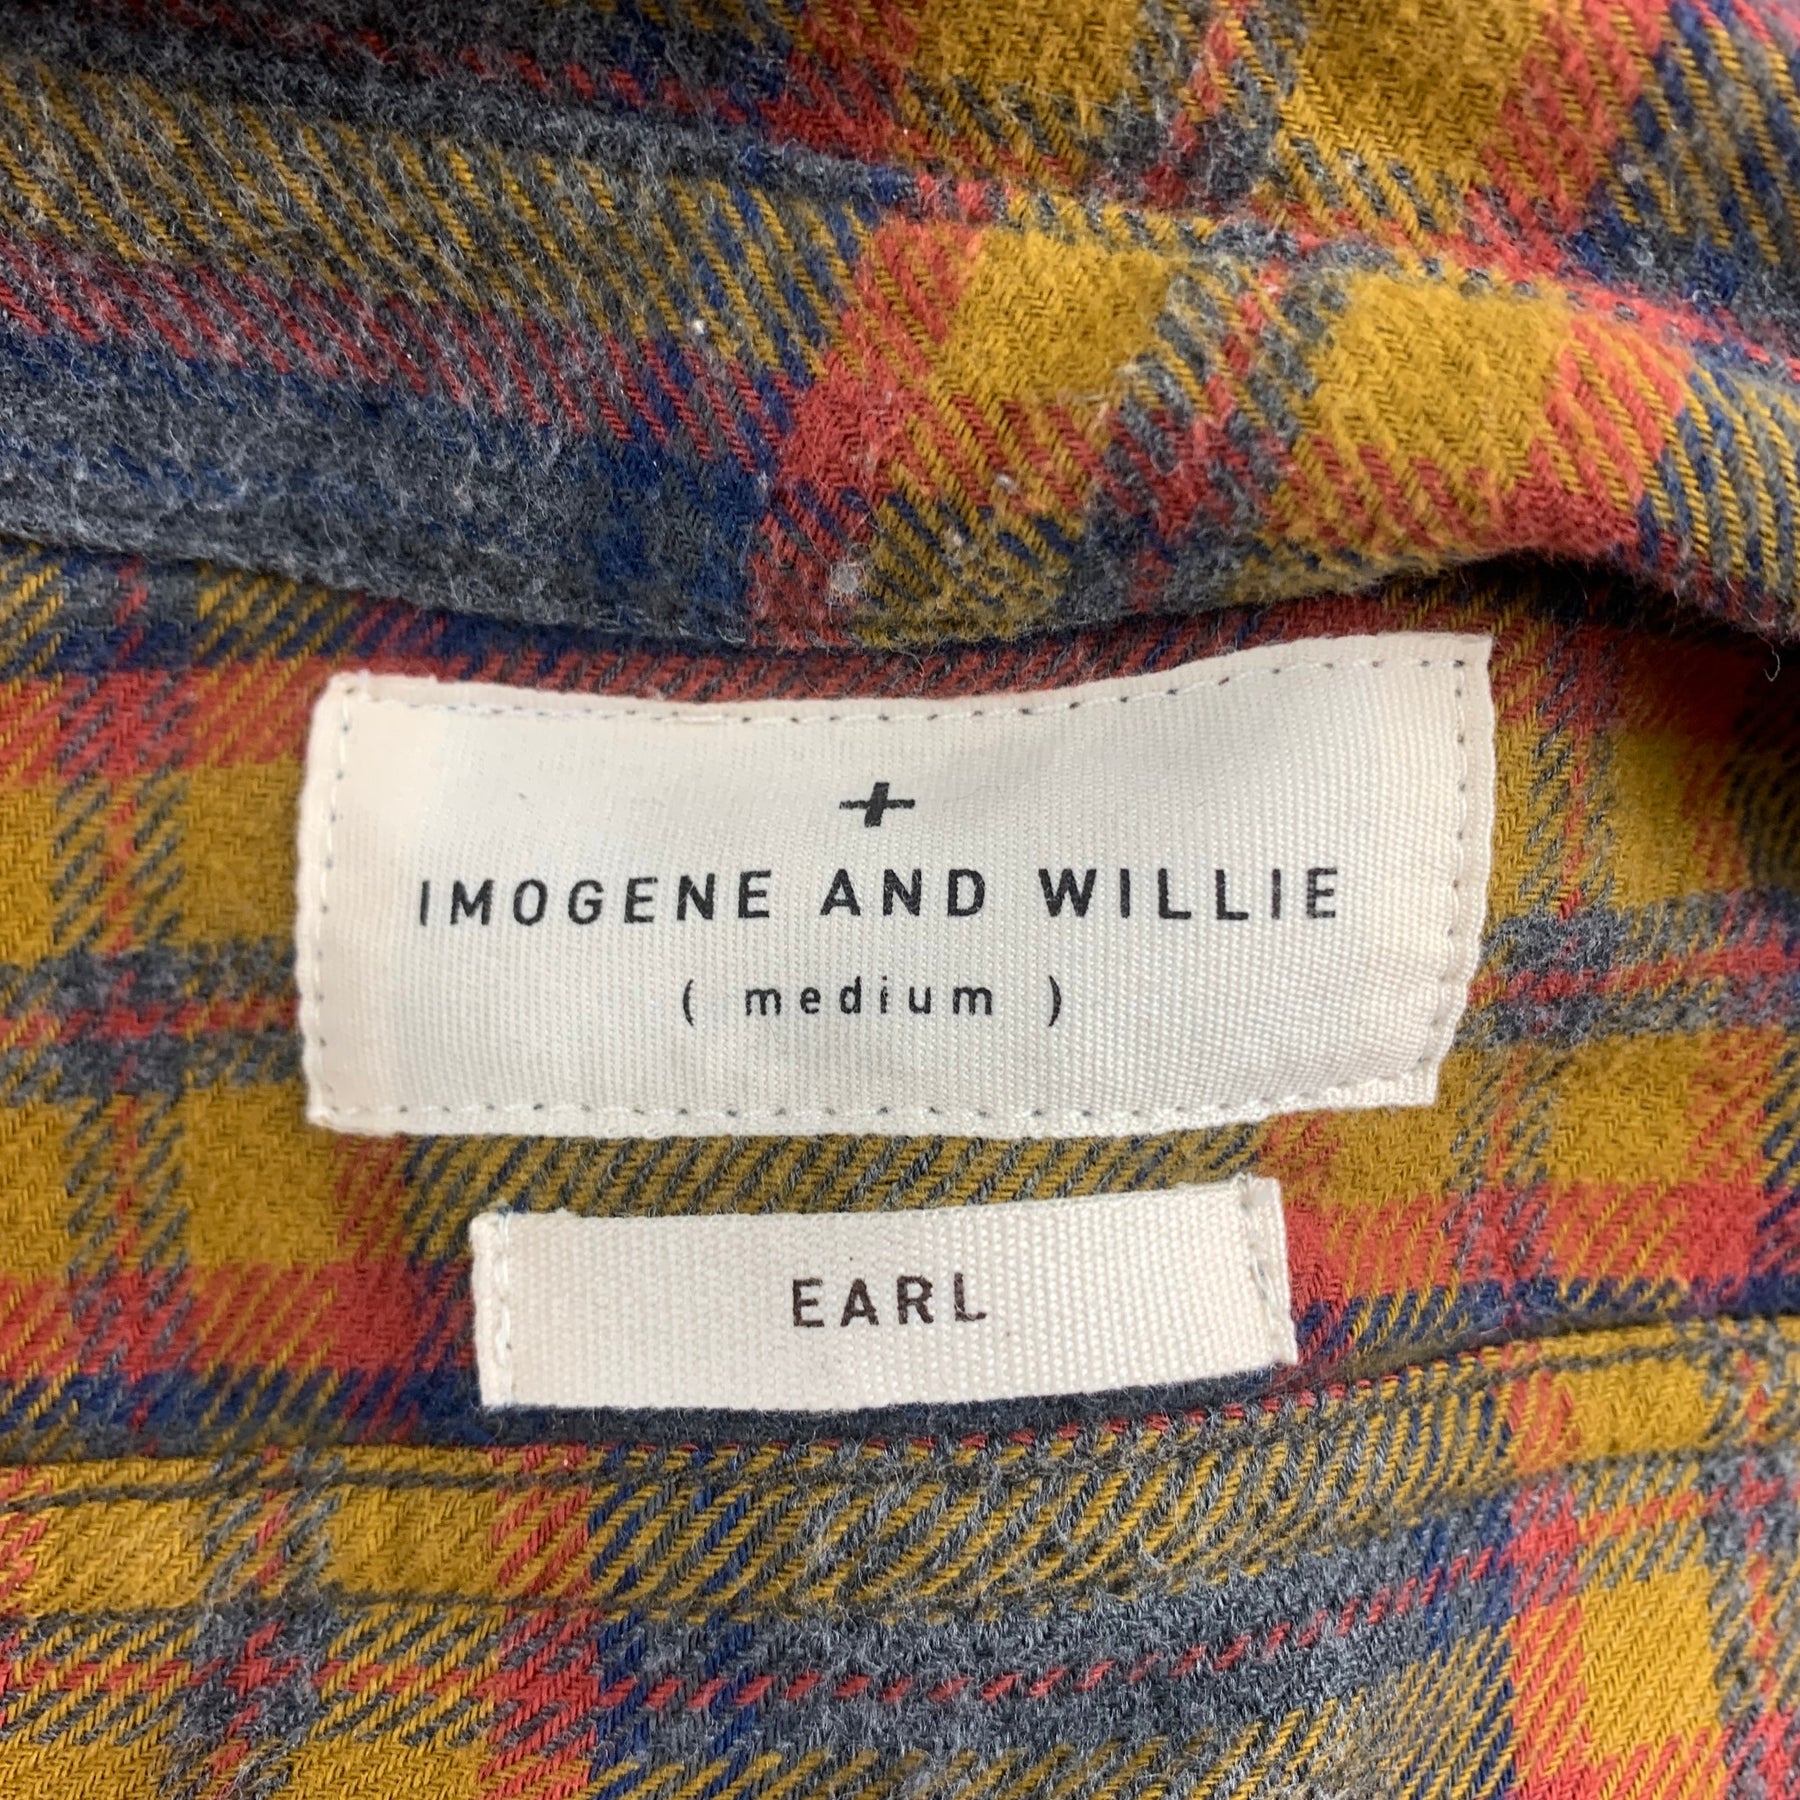 +
IMOGENE AND WILLIE
( medium )
EARL